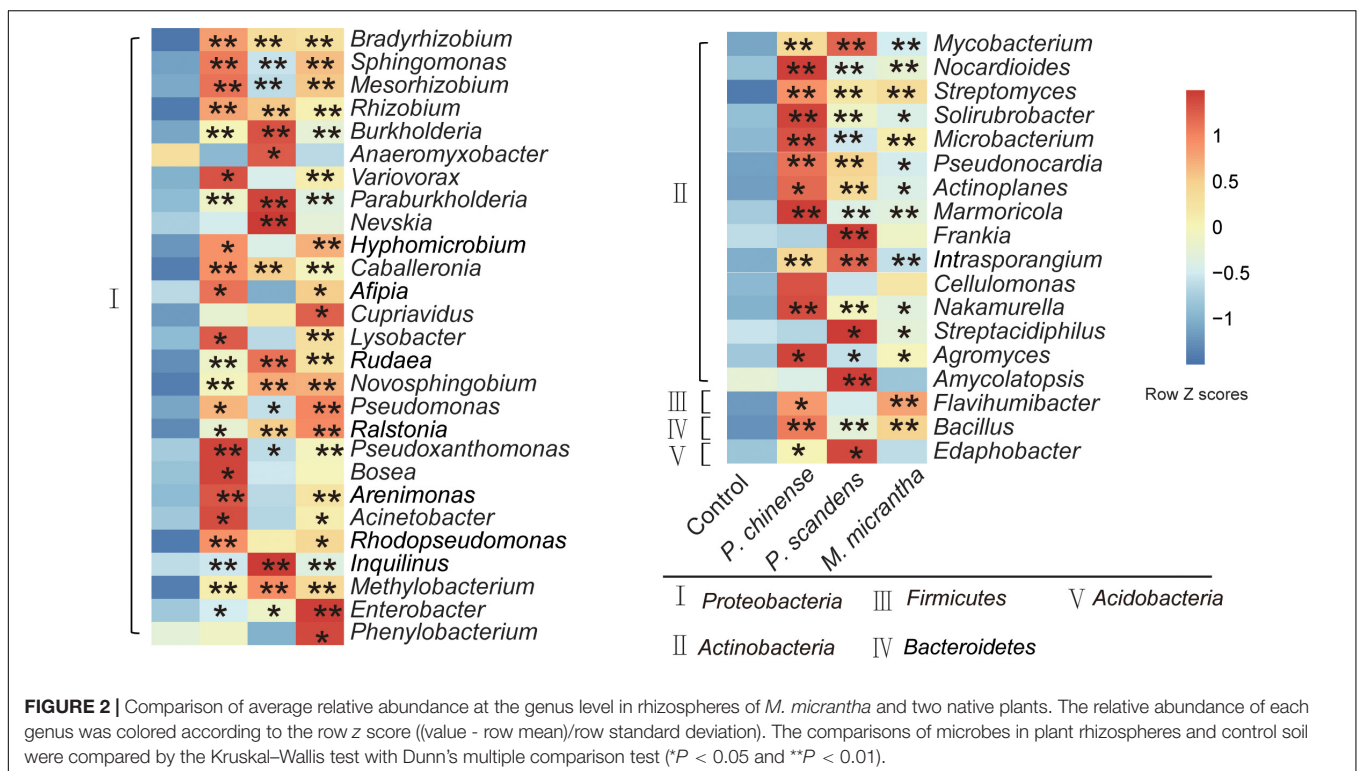 I
** ** ** Bradyrhizobium
** ** ** Sphingomonas
** ** ** Mesorhizobium
** ** ** Rhizobium
** ** ** Burkholderia
* Anaeromyxobacter
* ** Variovorax
** ** ** Paraburkholderia
** Nevskia
* ** Hyphomicrobium
** ** ** Caballeronia
* * Afipia
* Cupriavidus
* ** Lysobacter
** ** ** Rudaea
** ** ** Novosphingobium
* * ** Pseudomonas
* ** ** Ralstonia
** * ** Pseudoxanthomonas
* Bosea
** ** Arenimonas
* * Acinetobacter
** * Rhodopseudomonas
** ** ** Inquilinus
** ** ** Methylobacterium
* * ** Enterobacter
* Phenylobacterium
II
** ** ** Mycobacterium
** ** ** Nocardioides
** ** ** Streptomyces
** ** * Solirubrobacter
** ** ** Microbacterium
** ** * Pseudonocardia
* ** * Actinoplanes
** ** ** Marmoricola
** Frankia
** ** ** Intrasporangium
Cellulomonas
** ** * Nakamurella
* * Streptacidiphilus
* * * Agromyces
** Amycolatopsis
III * ** Flavihumibacter
IV ** ** ** Bacillus
V * * Edaphobacter
Control
P. chinense
P. scandens
M. micrantha
1
0.5
0
−0.5
−1
Row Z scores
I Proteobacteria III Firmicutes V Acidobacteria
II Actinobacteria IV Bacteroidetes
FIGURE 2 | Comparison of average relative abundance at the genus level in rhizospheres of M. micrantha and two native plants. The relative abundance of each
genus was colored according to the row z score ((value - row mean)/row standard deviation). The comparisons of microbes in plant rhizospheres and control soil
were compared by the Kruskal–Wallis test with Dunn's multiple comparison test (*P < 0.05 and **P < 0.01).